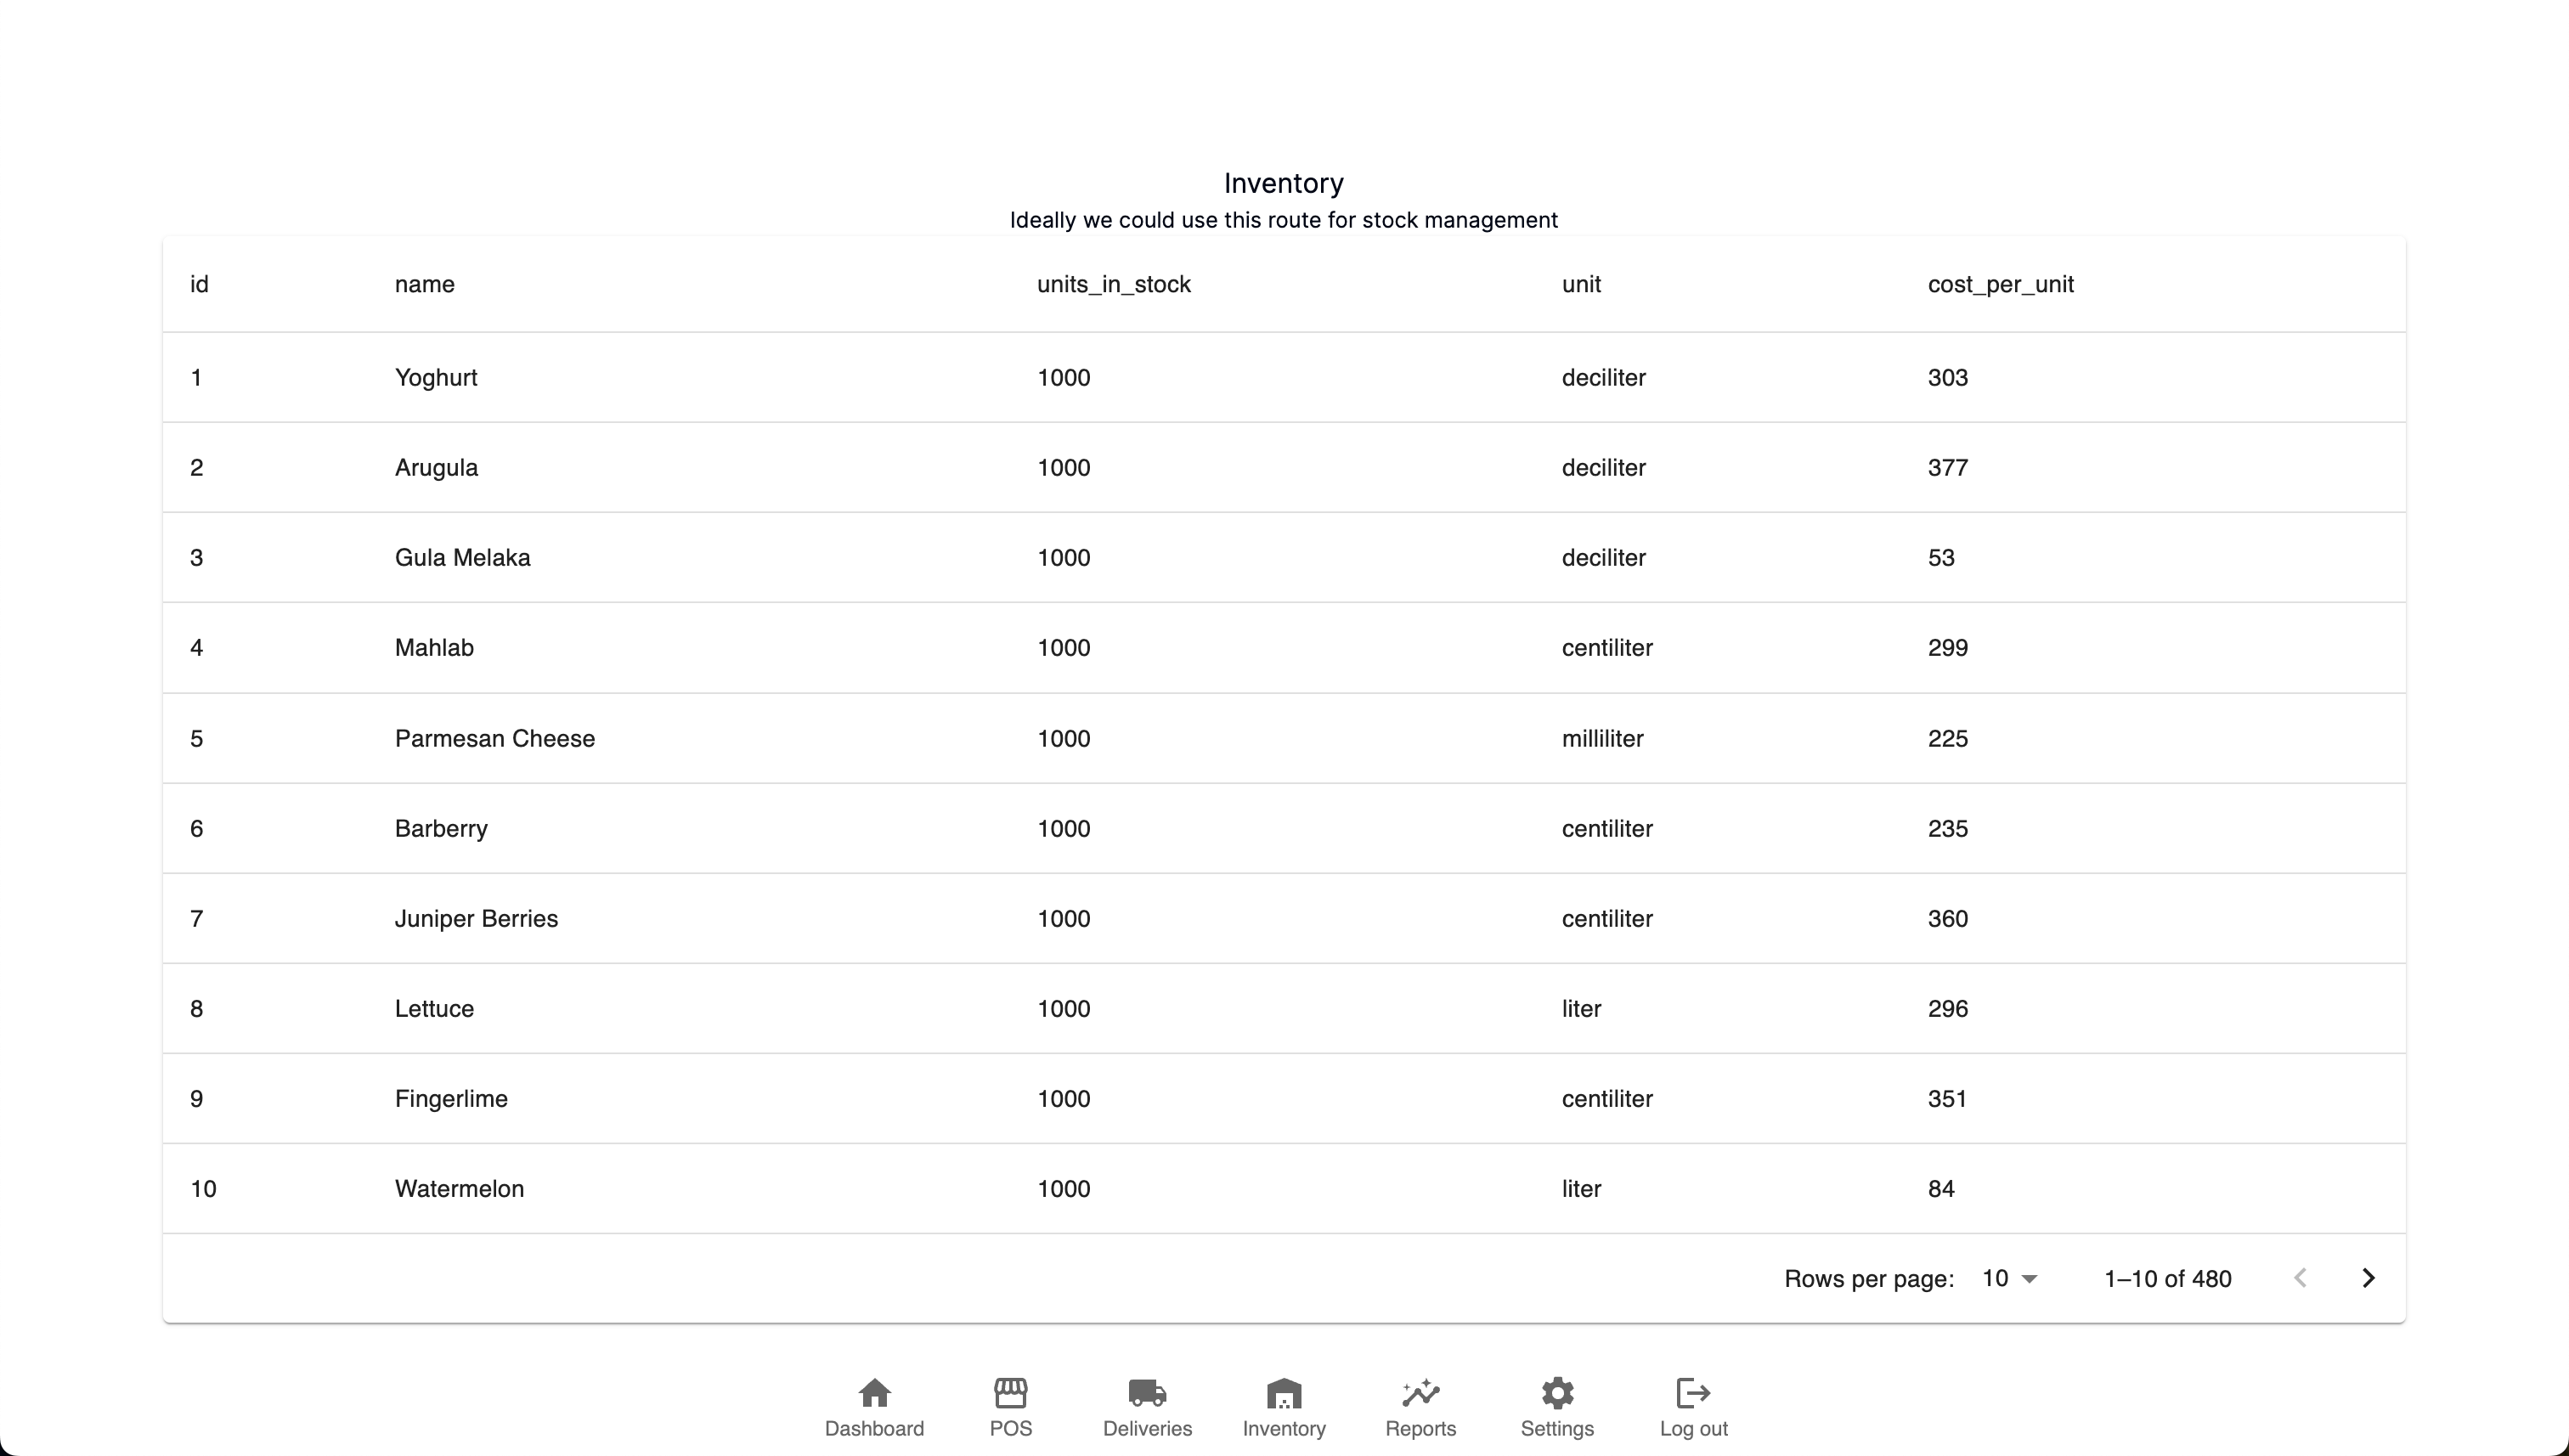 Inventory
Ideally we could use this route for stock management
id name units_in_stock unit cost_per_unit
1 Yoghurt 1000 deciliter 303
2 Arugula 1000 deciliter 377
3 Gula Melaka 1000 deciliter 53
4 Mahlab 1000 centiliter 299
5 Parmesan Cheese 1000 milliliter 225
6 Barberry 1000 centiliter 235
7 Juniper Berries 1000 centiliter 360
8 Lettuce 1000 liter 296
9 Fingerlime 1000 centiliter 351
10 Watermelon 1000 liter 84
Rows per page: 10 1–10 of 480
Dashboard POS Deliveries Inventory Reports Settings Log out